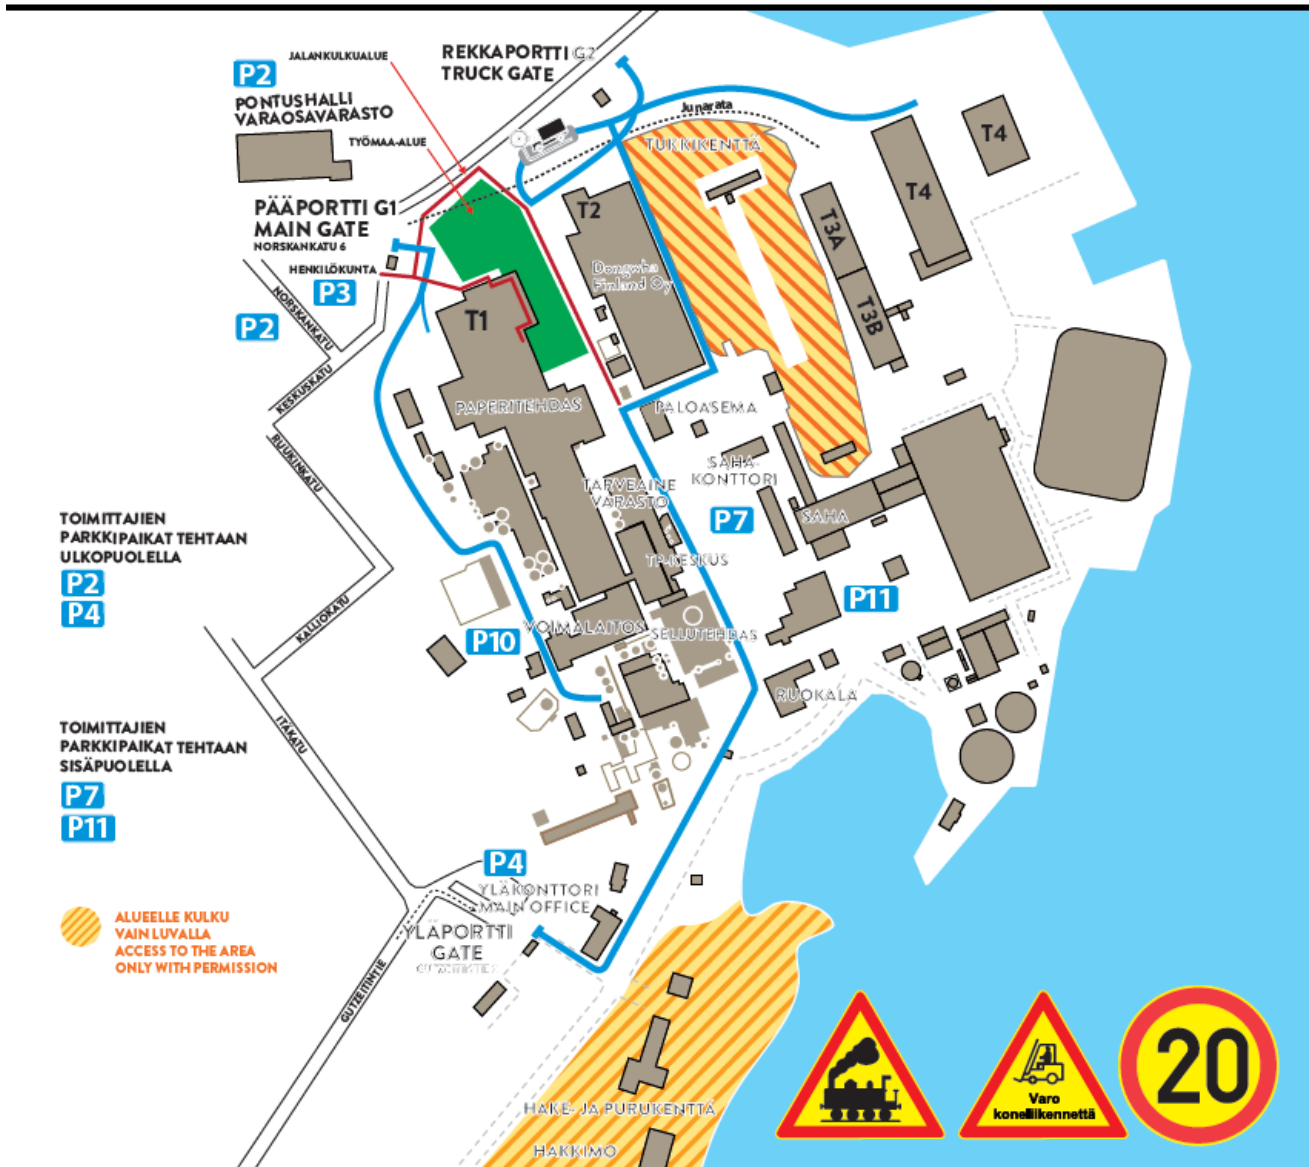 JALANKULKUALUE
REKKAPORTTI G2
TRUCK GATE
P2
PONTUSHALLI
VARAOSAVARASTO
TYÖMAA-ALUE
Junarata
TUKKIKENTTÄ
T4
T4
PÄÄPORTTI G1
MAIN GATE
NORSKANKATU 6
T2
T3A
HENKILÖKUNTA
P3
Dongwha
Finland Oy
NORSKANKATU
P2
T1
T3B
KESKUSKATU
PAPERITEHDAS
PALOASEMA
RUUKINKATU
SAHA-
KONTTORI
TARVEAINE
VARASTO
P7
SAHA
TOIMITTAJIEN
PARKKIPAIKAT TEHTAAN
ULKOPUOLELLA
P2
P4
TP-KESKUS
P11
KALLIOKATU
P10
VOIMALAITOS
SELLUTEHDAS
RUOKALA
ITÄKATU
TOIMITTAJIEN
PARKKIPAIKAT TEHTAAN
SISÄPUOLELLA
P7
P11
P4
YLÄKONTTORI
MAIN OFFICE
ALUEELLE KULKU
VAIN LUVALLA
ACCESS TO THE AREA
ONLY WITH PERMISSION
YLÄPORTTI
GATE
GUTZEITINTIE
20
Varo
koneliikennettä
HAKE- JA PURUKENTTÄ
HAKKIMO